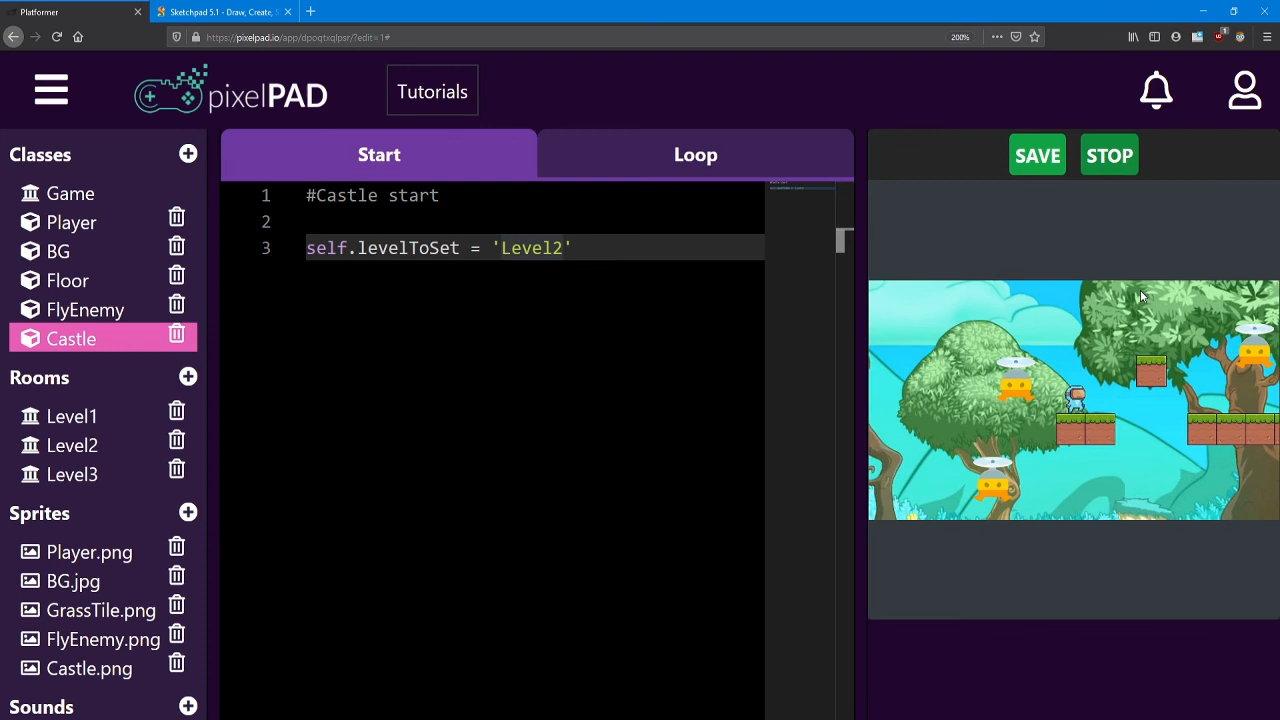 Platformer
Sketchpad 5.1 - Draw, Create,
https://pixelpad.io/app/dpoqtxqlpsr/?edit=1#
200%
pixelPAD
Tutorials
Classes
Game
Player
BG
Floor
FlyEnemy
Castle
Rooms
Level1
Level2
Level3
Sprites
Player.png
BG.jpg
GrassTile.png
FlyEnemy.png
Castle.png
Sounds
Start
Loop
1 #Castle start
2
3 self.levelToSet = 'Level2'
SAVE
STOP